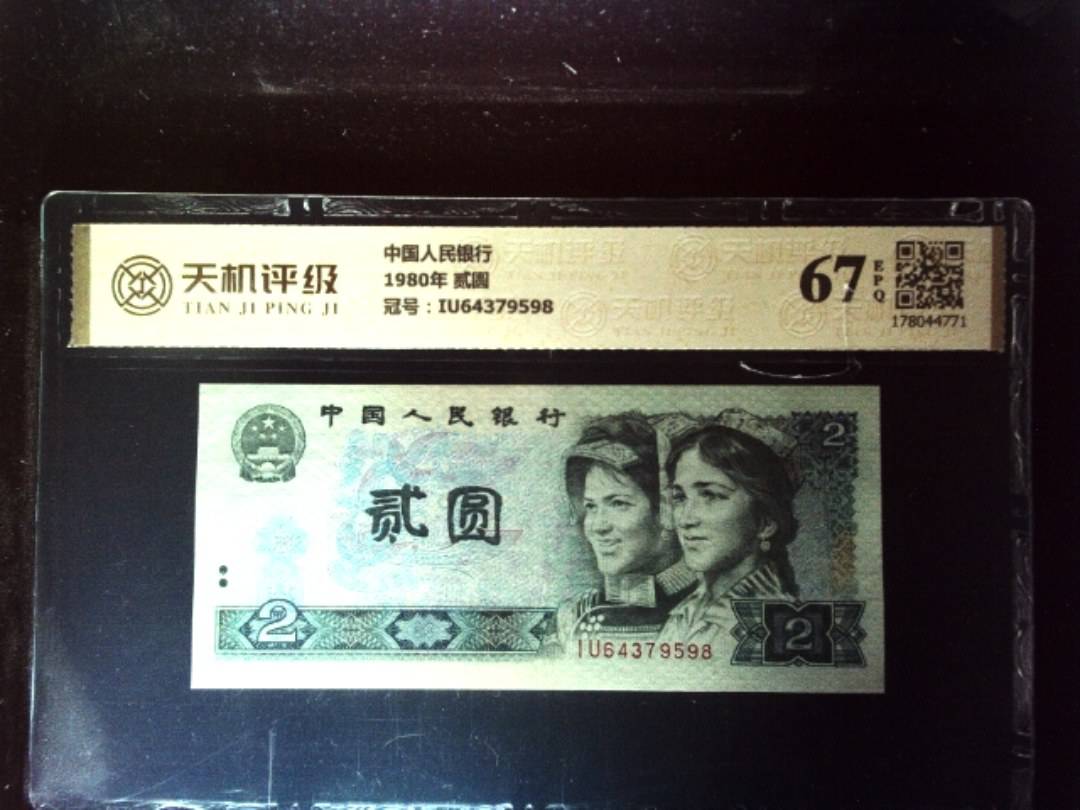 天机评级
TIAN JI PING JI
中国人民银行
1980年 贰圆
冠号：IU64379598
67
EPQ
178044771
中国人民银行
贰圆
2
2
2
IU64379598